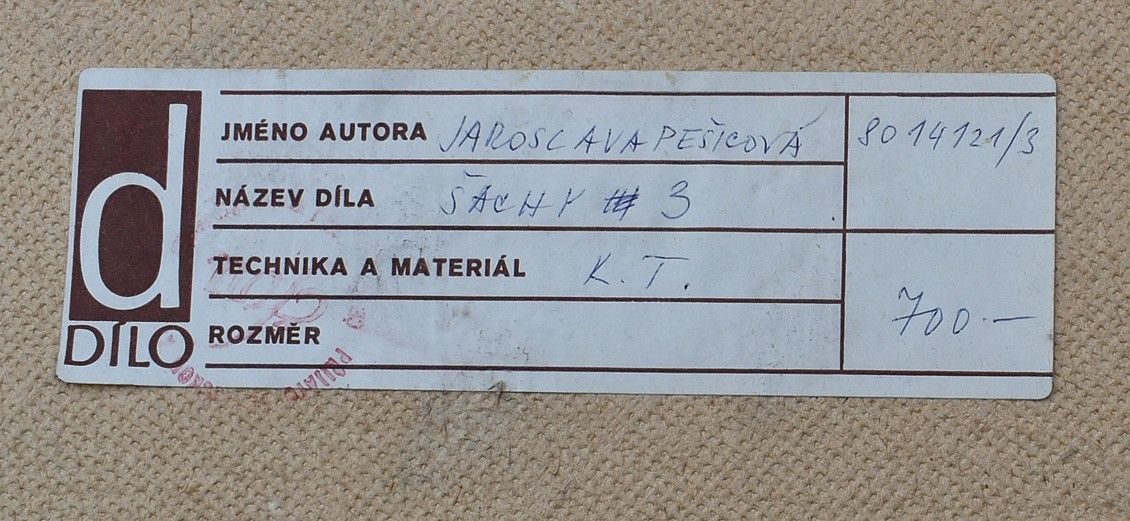 d
DÍLO
JMÉNO AUTORA JAROSLAVA PEŠICOVÁ
8014121/3
NÁZEV DÍLA ŠACHY 3
TECHNIKA A MATERIÁL K.T.
ROZMĚR
700.—